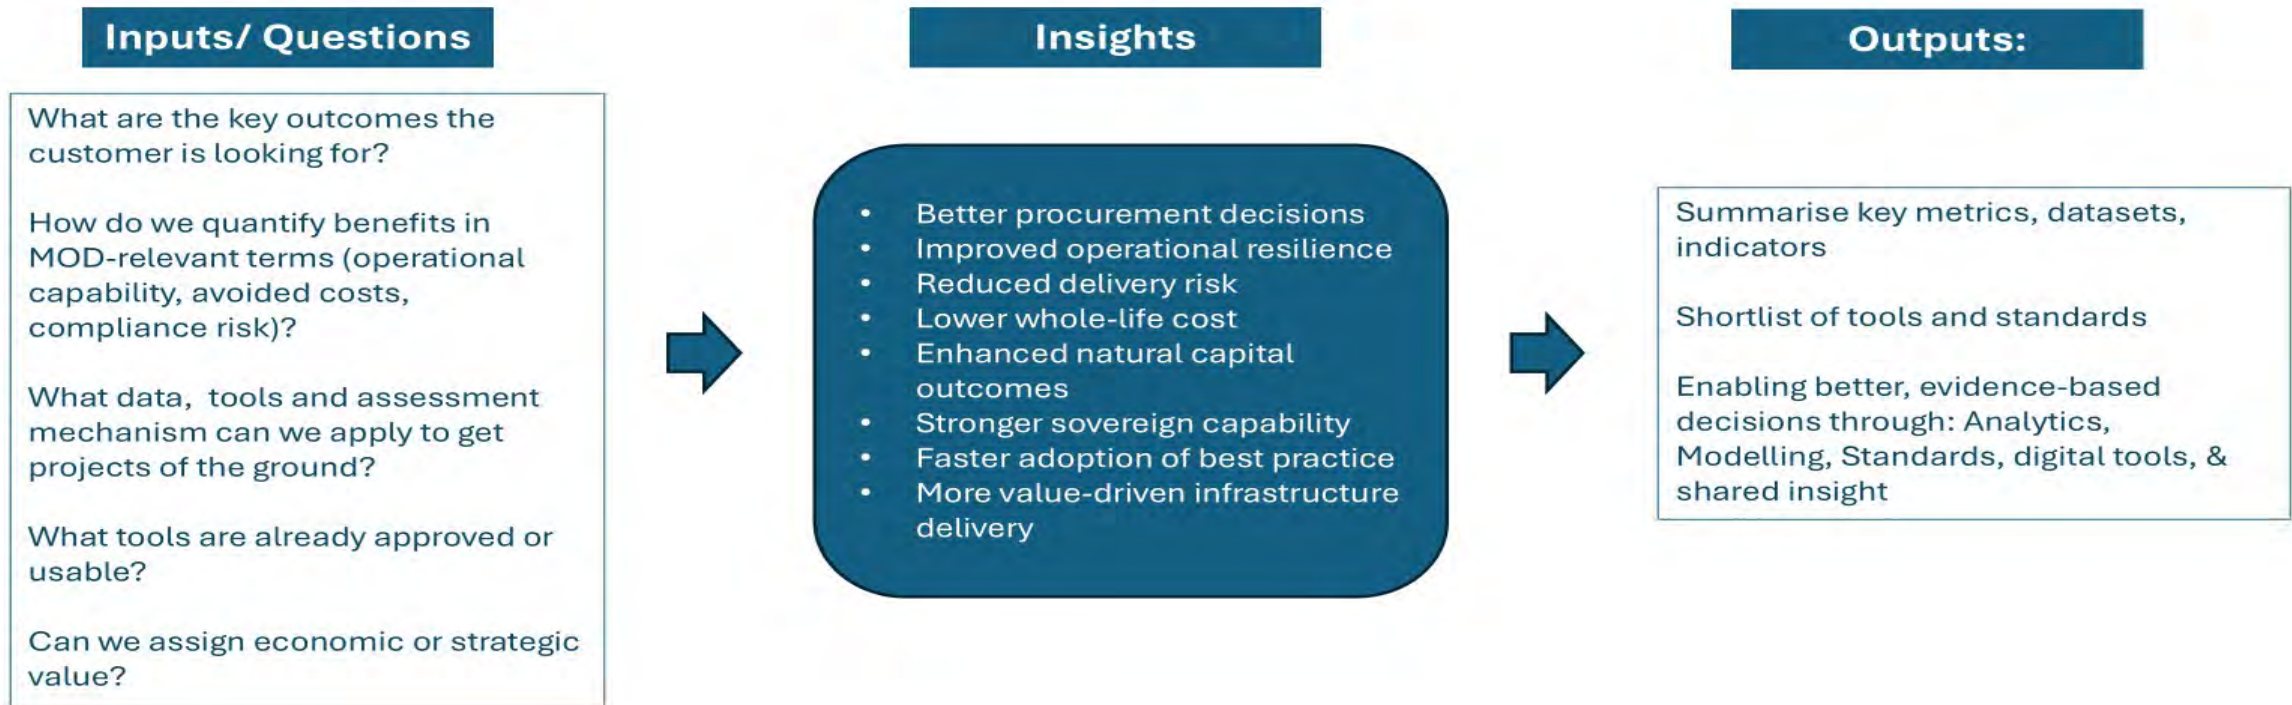 Inputs/ Questions
What are the key outcomes the
customer is looking for?
How do we quantify benefits in
MOD-relevant terms (operational
capability, avoided costs,
compliance risk)?
What data, tools and assessment
mechanism can we apply to get
projects of the ground?
What tools are already approved or
usable?
Can we assign economic or strategic
value?
Insights
• Better procurement decisions
• Improved operational resilience
• Reduced delivery risk
• Lower whole-life cost
• Enhanced natural capital
outcomes
• Stronger sovereign capability
• Faster adoption of best practice
• More value-driven infrastructure
delivery
Outputs:
Summarise key metrics, datasets,
indicators
Shortlist of tools and standards
Enabling better, evidence-based
decisions through: Analytics,
Modelling, Standards, digital tools, &
shared insight